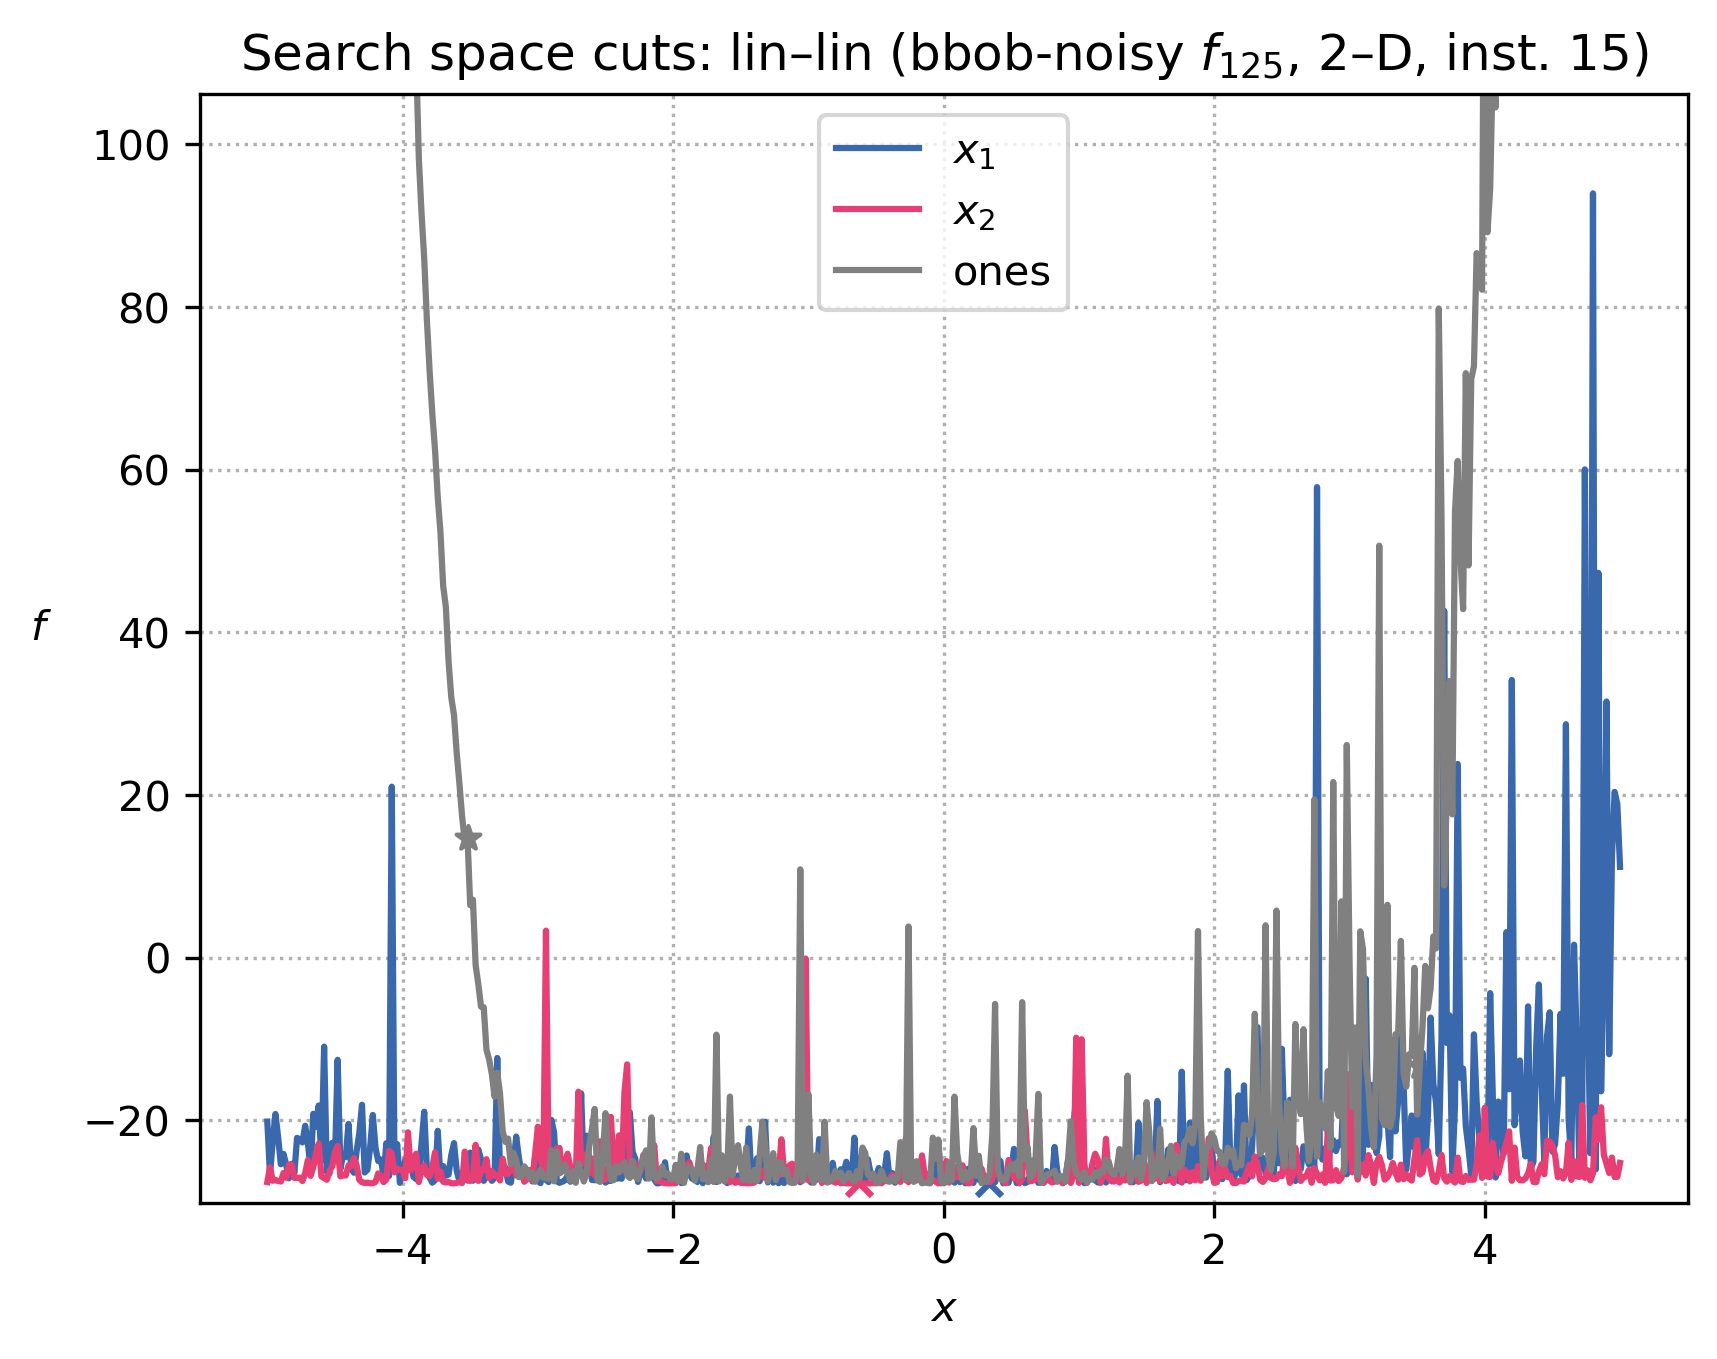 Search space cuts: lin–lin (bbob-noisy f₁₂₅, 2–D, inst. 15)
x₁
x₂
ones
100
80
60
40
20
0
−20
f
−4
−2
0
2
4
x